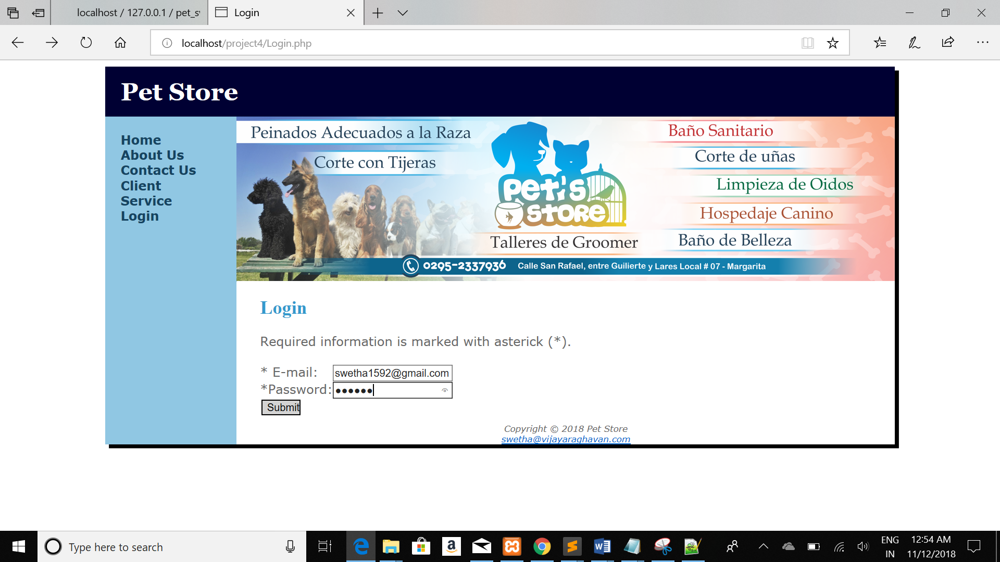 localhost / 127.0.0.1 / pet_s
Login
localhost/project4/Login.php
Pet Store
Home
About Us
Contact Us
Client
Service
Login
Peinados Adecuados a la Raza
Corte con Tijeras
Pet's
Store
Talleres de Groomer
Baño Sanitario
Corte de uñas
Limpieza de Oidos
Hospedaje Canino
Baño de Belleza
0295-2337936 Calle San Rafael, entre Guilierte y Lares Local # 07 - Margarita
Login
Required information is marked with asterick (*).
* E-mail: swetha1592@gmail.com
*Password: ●●●●●●
Submit
Copyright © 2018 Pet Store
swetha@vijayaraghavan.com
Type here to search
ENG
IN
12:54 AM
11/12/2018